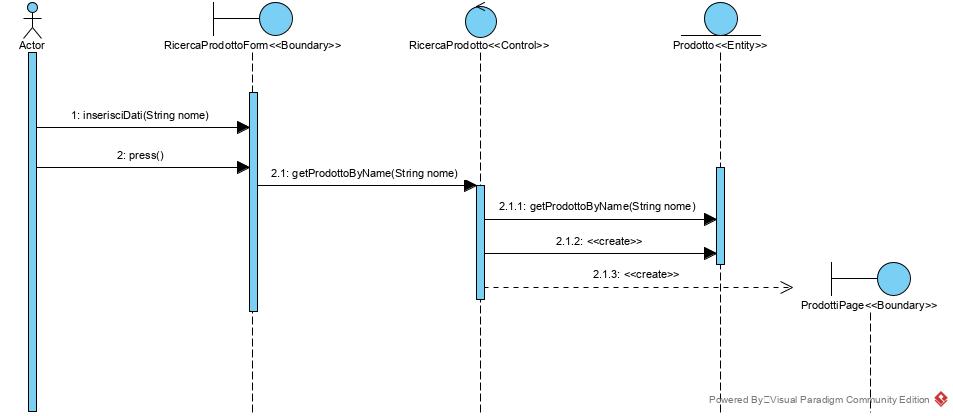 Actor
RicercaProdottoForm<<Boundary>>
RicercaProdotto<<Control>>
Prodotto<<Entity>>
1: inserisciDati(String nome)
2: press()
2.1: getProdottoByName(String nome)
2.1.1: getProdottoByName(String nome)
2.1.2: <<create>>
2.1.3: <<create>>
ProdottiPage<<Boundary>>
Powered By Visual Paradigm Community Edition